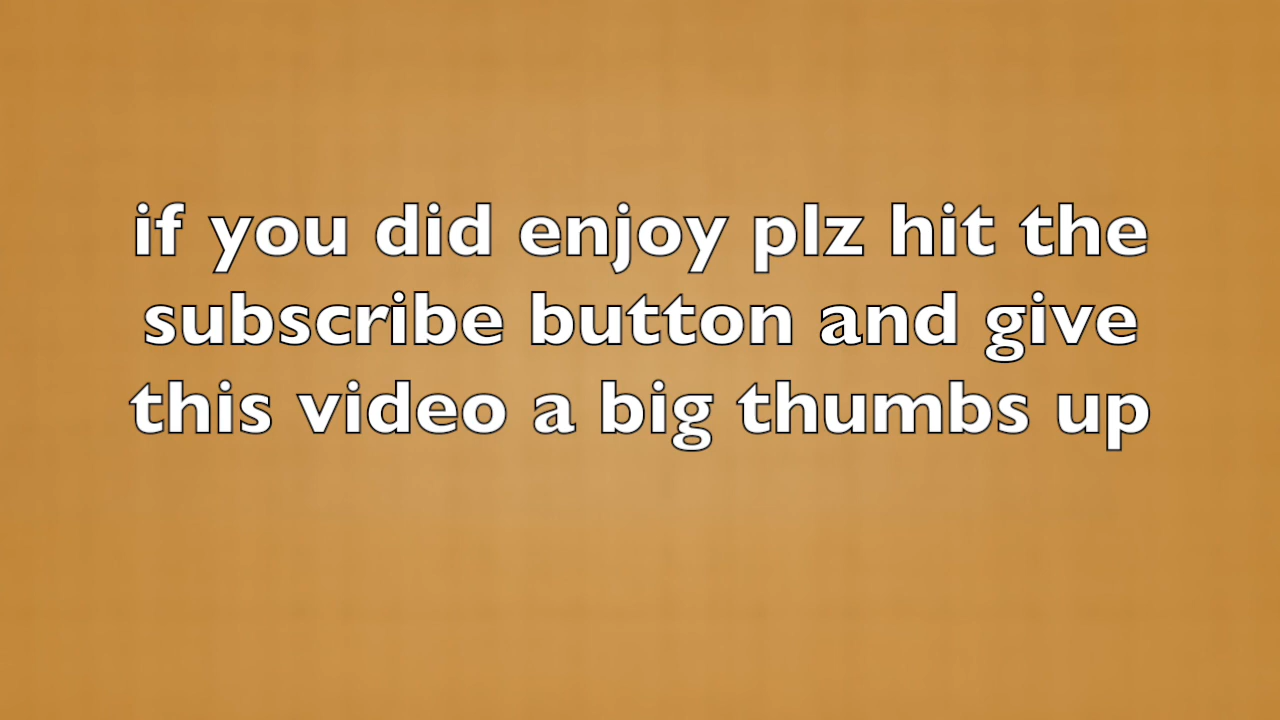 if you did enjoy plz hit the
subscribe button and give
this video a big thumbs up